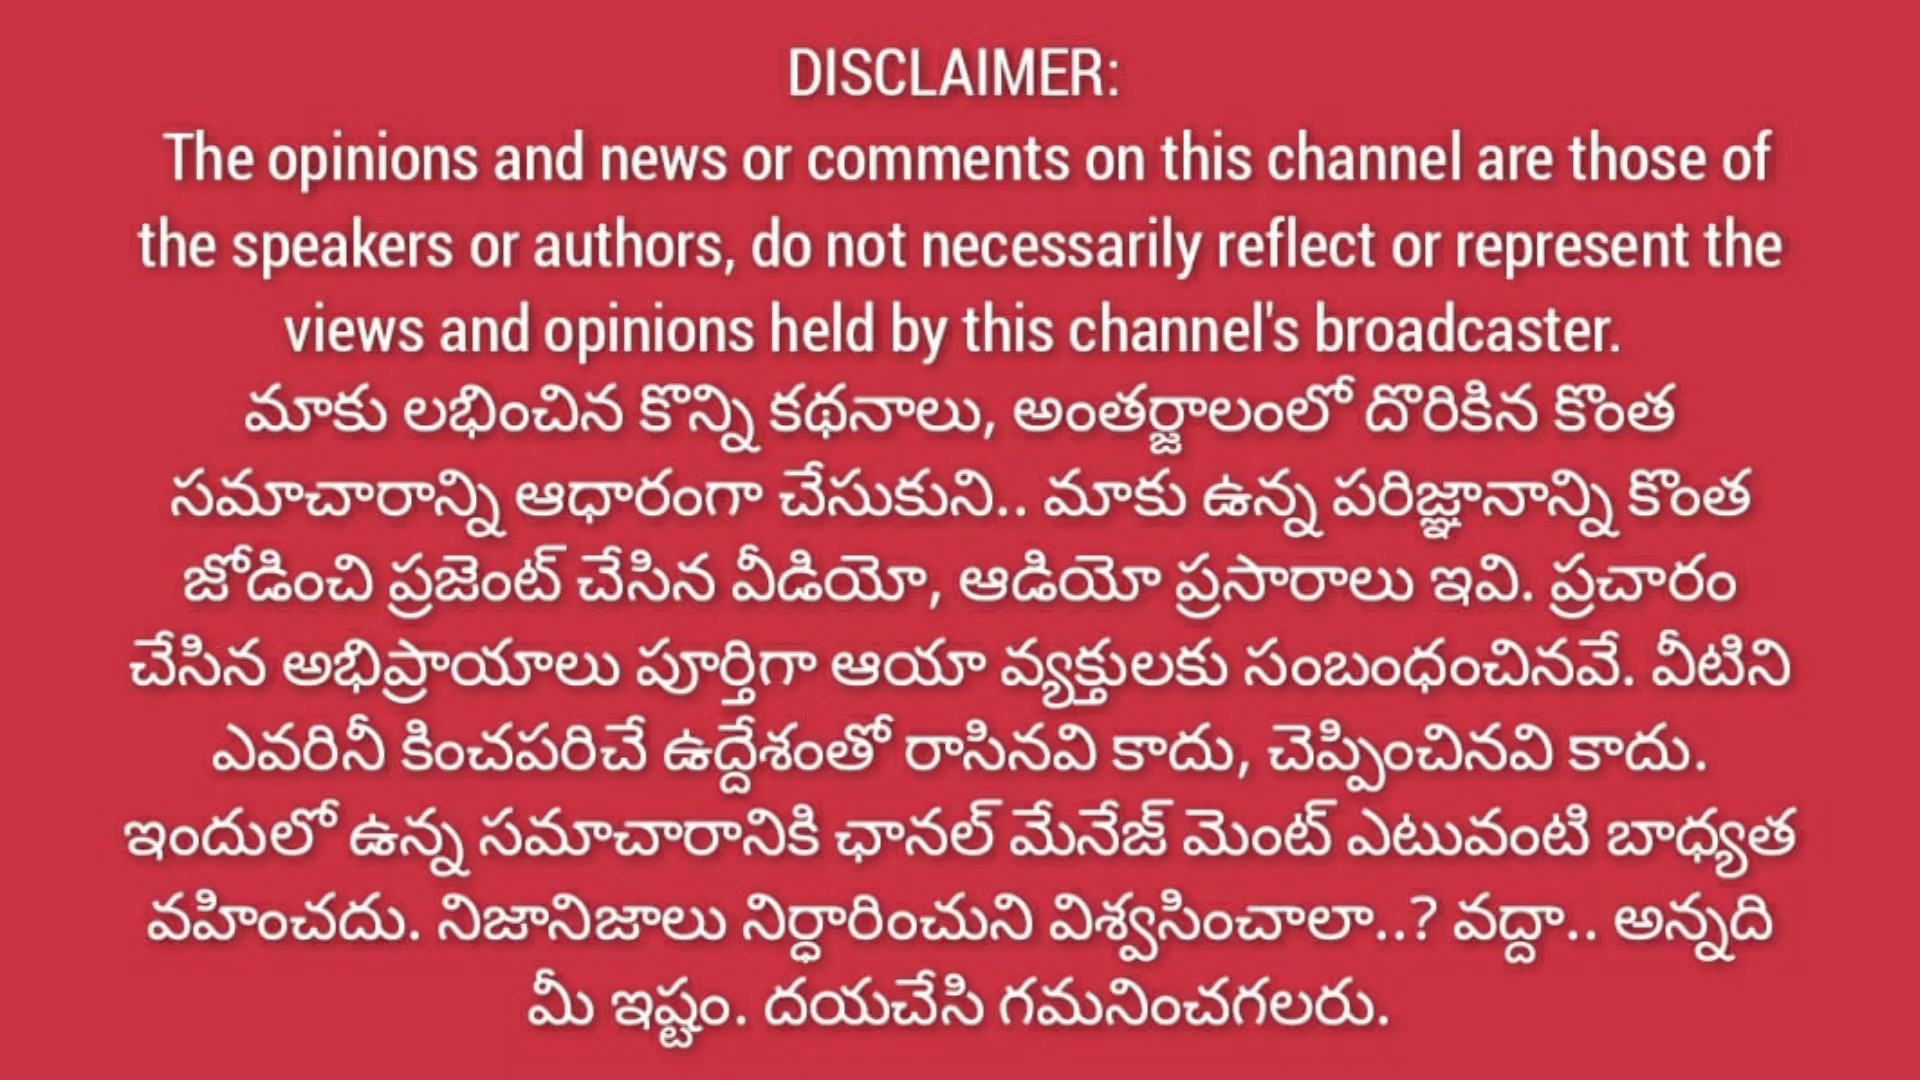 DISCLAIMER:
The opinions and news or comments on this channel are those of
the speakers or authors, do not necessarily reflect or represent the
views and opinions held by this channel's broadcaster.
మాకు లభించిన కొన్ని కథనాలు, అంతర్జాలంలో దొరికిన కొంత
సమాచారాన్ని ఆధారంగా చేసుకుని.. మాకు ఉన్న పరిజ్ఞానాన్ని కొంత
జోడించి ప్రజెంట్ చేసిన వీడియో, ఆడియో ప్రసారాలు ఇవి. ప్రచారం
చేసిన అభిప్రాయాలు పూర్తిగా ఆయా వ్యక్తులకు సంబంధించినవే. వీటిని
ఎవరినీ కించపరిచే ఉద్దేశంతో రాసినవి కాదు, చెప్పించినవి కాదు.
ఇందులో ఉన్న సమాచారానికి ఛానల్ మేనేజ్ మెంట్ ఎటువంటి బాధ్యత
వహించదు. నిజానిజాలు నిర్ధారించుని విశ్వసించాలా..? వద్దా.. అన్నది
మీ ఇష్టం. దయచేసి గమనించగలరు.